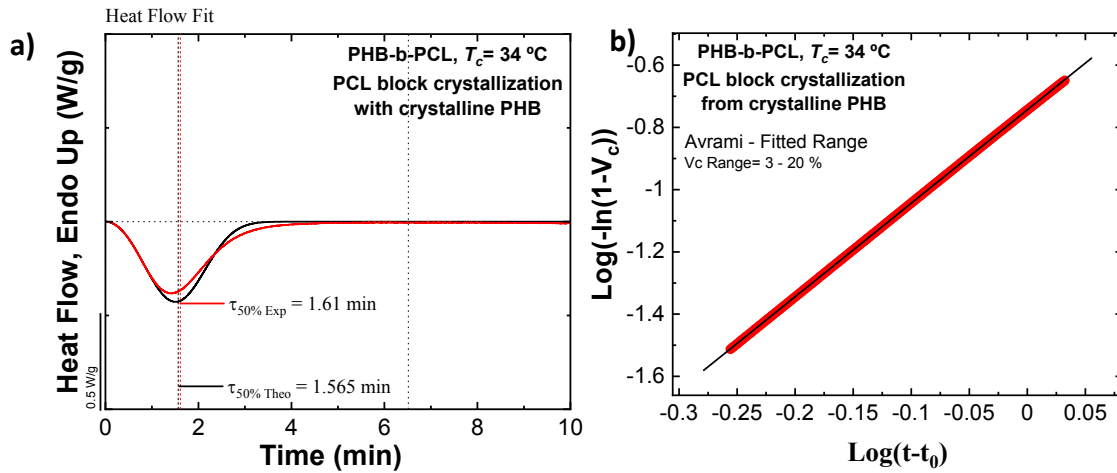 Heat Flow Fit
a)
PHB-b-PCL, Tc= 34 ºC
PCL block crystallization
with crystalline PHB
Heat Flow, Endo Up (W/g)
0.5 W/g
τ50% Exp = 1.61 min
τ50% Theo = 1.565 min
0 2 4 6 8 10
Time (min)
b)
PHB-b-PCL, Tc= 34 ºC
PCL block crystallization
from crystalline PHB
Avrami - Fitted Range
Vc Range= 3 - 20 %
Log(-ln(1-Vc))
-0.6
-0.8
-1
-1.2
-1.4
-1.6
-0.3 -0.25 -0.2 -0.15 -0.1 -0.05 0 0.05
Log(t-t0)